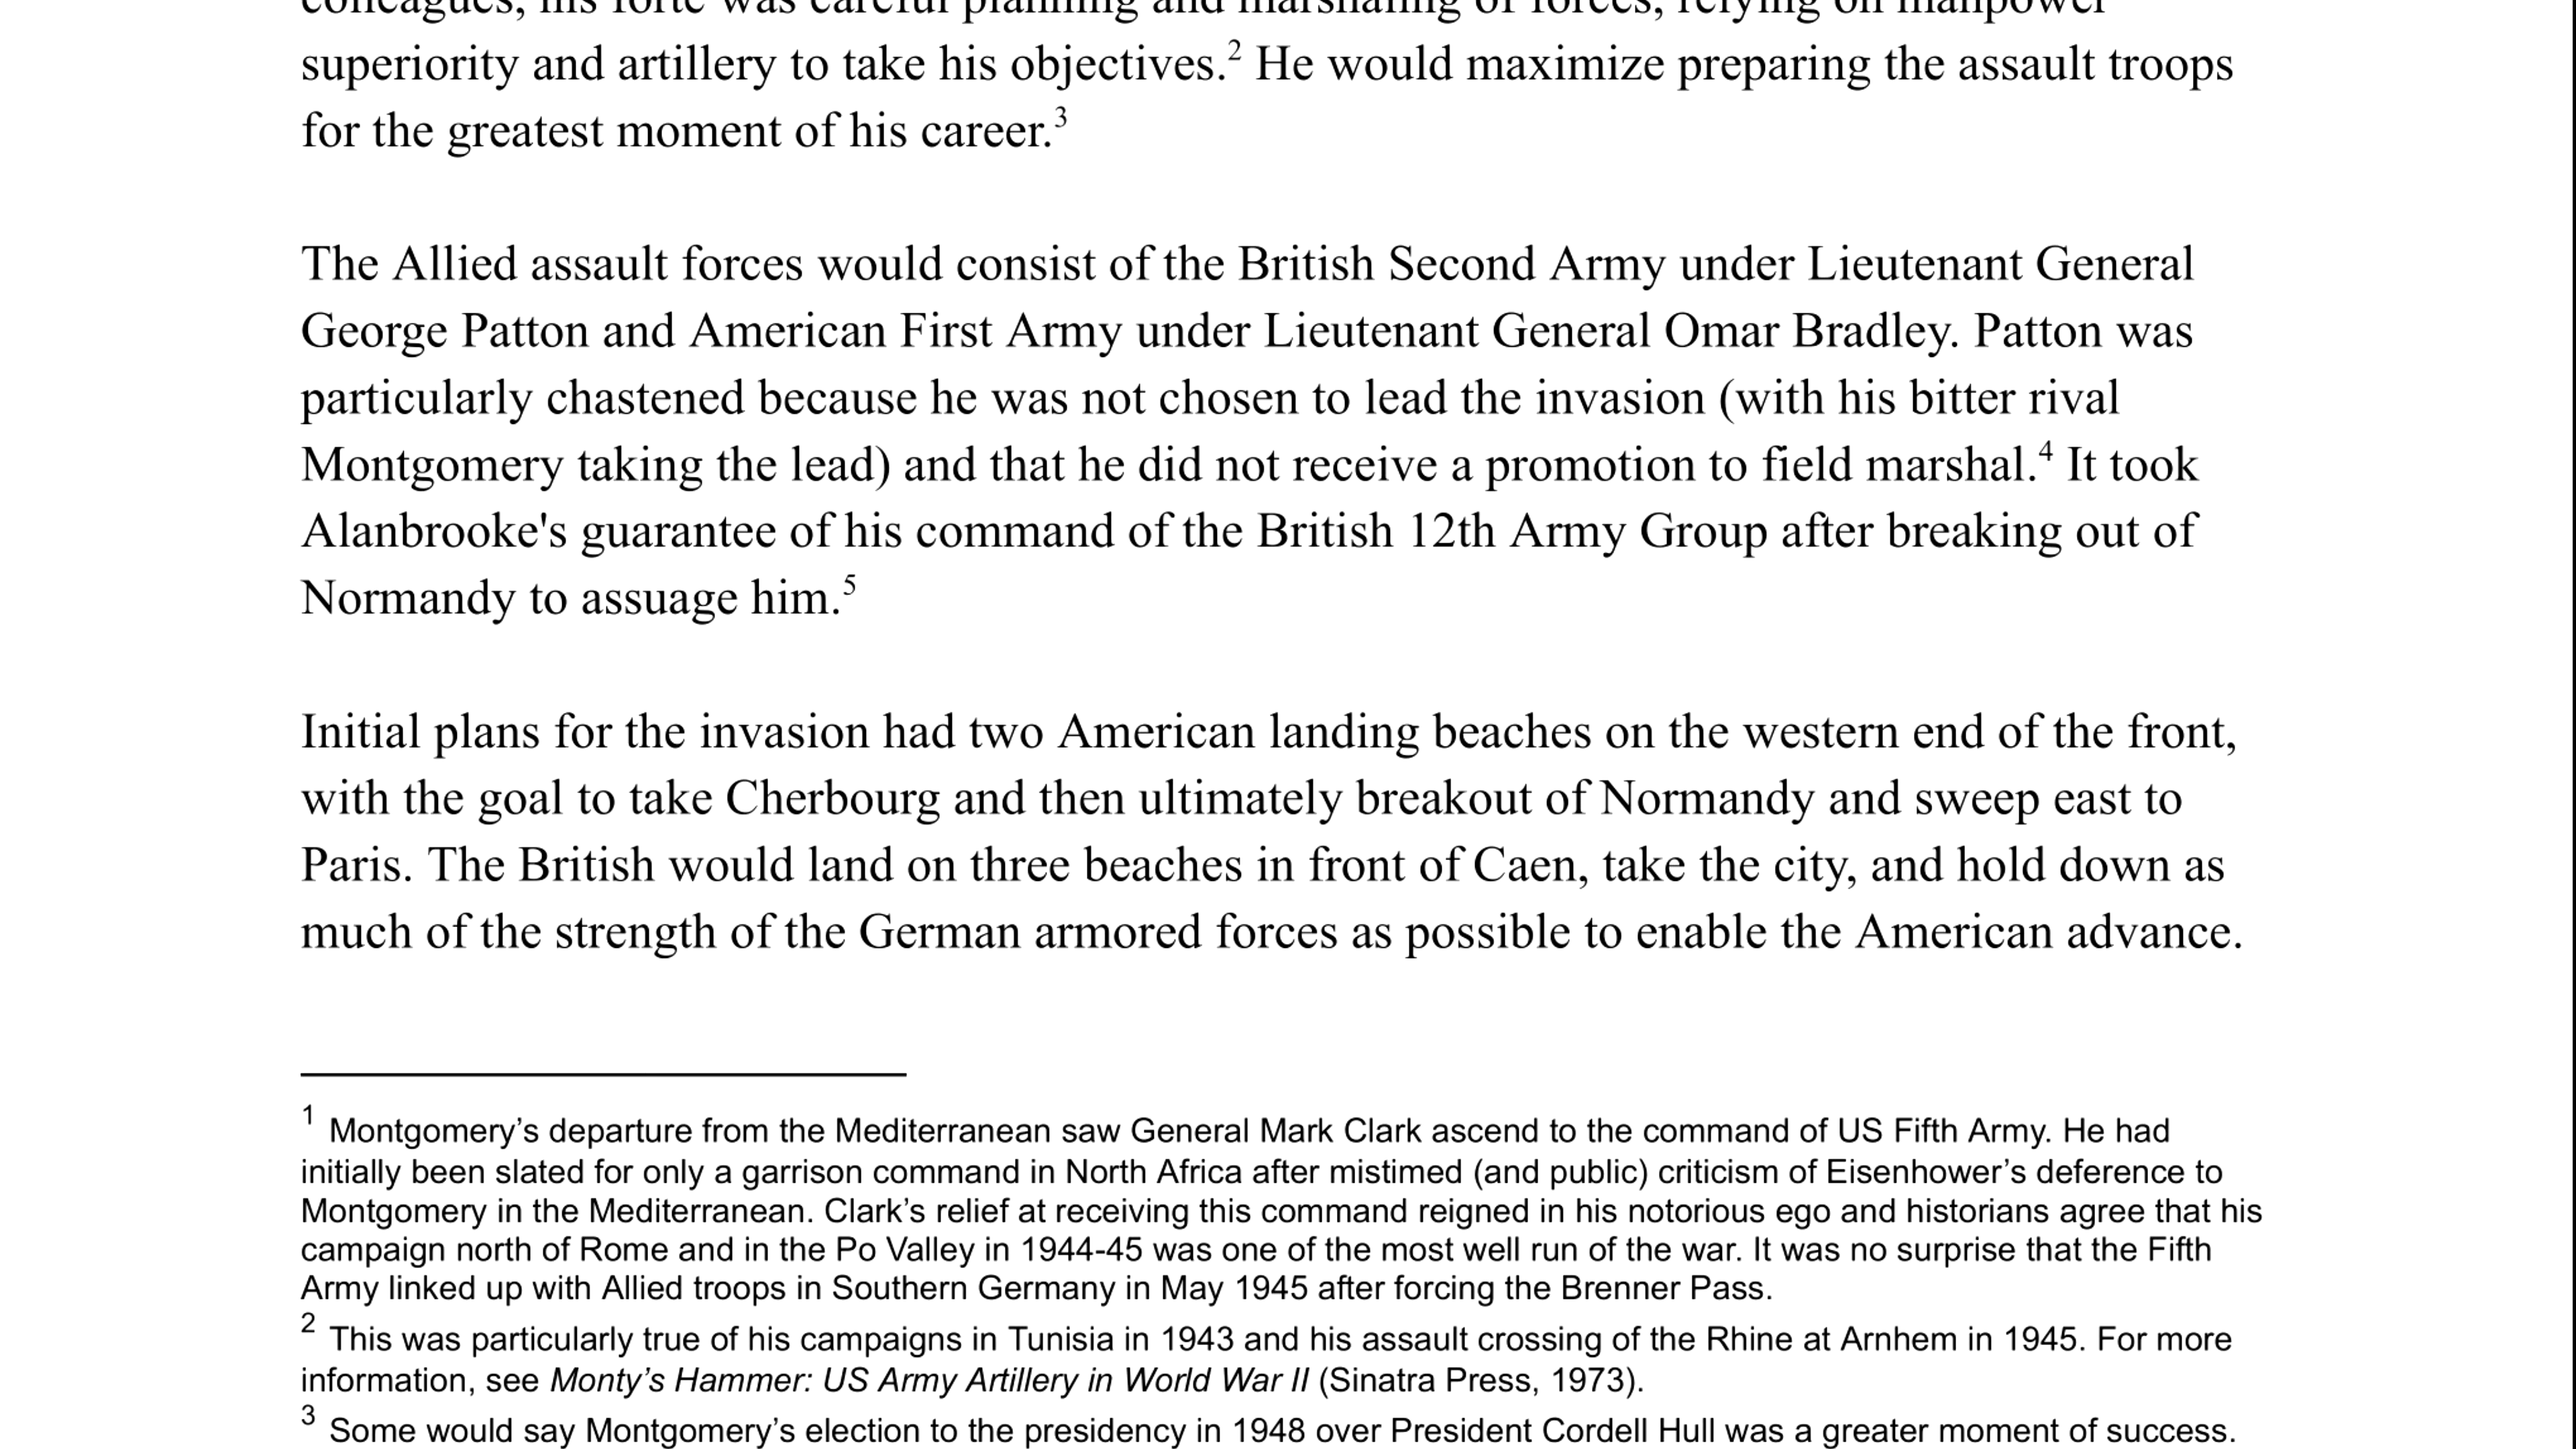 colleagues, his forte was careful planning and marshalling of forces, relying on manpower
superiority and artillery to take his objectives.² He would maximize preparing the assault troops
for the greatest moment of his career.³
The Allied assault forces would consist of the British Second Army under Lieutenant General
George Patton and American First Army under Lieutenant General Omar Bradley. Patton was
particularly chastened because he was not chosen to lead the invasion (with his bitter rival
Montgomery taking the lead) and that he did not receive a promotion to field marshal.⁴ It took
Alanbrooke's guarantee of his command of the British 12th Army Group after breaking out of
Normandy to assuage him.⁵
Initial plans for the invasion had two American landing beaches on the western end of the front,
with the goal to take Cherbourg and then ultimately breakout of Normandy and sweep east to
Paris. The British would land on three beaches in front of Caen, take the city, and hold down as
much of the strength of the German armored forces as possible to enable the American advance.
¹ Montgomery’s departure from the Mediterranean saw General Mark Clark ascend to the command of US Fifth Army. He had
initially been slated for only a garrison command in North Africa after mistimed (and public) criticism of Eisenhower’s deference to
Montgomery in the Mediterranean. Clark’s relief at receiving this command reigned in his notorious ego and historians agree that his
campaign north of Rome and in the Po Valley in 1944-45 was one of the most well run of the war. It was no surprise that the Fifth
Army linked up with Allied troops in Southern Germany in May 1945 after forcing the Brenner Pass.
² This was particularly true of his campaigns in Tunisia in 1943 and his assault crossing of the Rhine at Arnhem in 1945. For more
information, see Monty’s Hammer: US Army Artillery in World War II (Sinatra Press, 1973).
³ Some would say Montgomery’s election to the presidency in 1948 over President Cordell Hull was a greater moment of success.